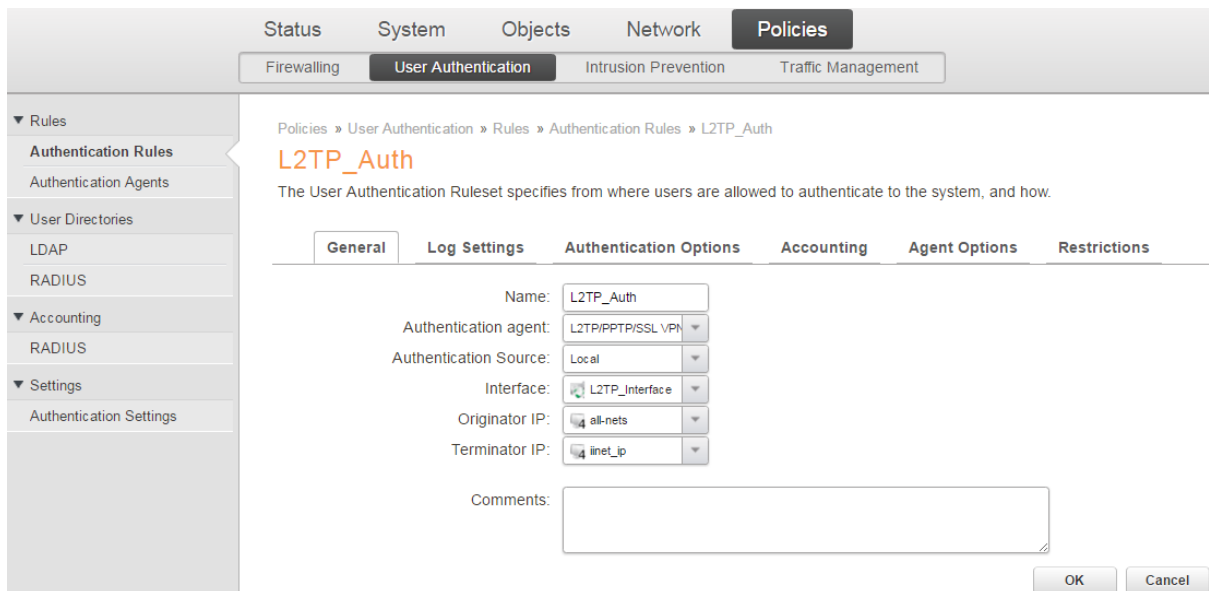 Status System Objects Network Policies
Firewalling User Authentication Intrusion Prevention Traffic Management
Rules
Authentication Rules
Authentication Agents
User Directories
LDAP
RADIUS
Accounting
RADIUS
Settings
Authentication Settings
Policies » User Authentication » Rules » Authentication Rules » L2TP_Auth
L2TP_Auth
The User Authentication Ruleset specifies from where users are allowed to authenticate to the system, and how.
General Log Settings Authentication Options Accounting Agent Options Restrictions
Name: L2TP_Auth
Authentication agent: L2TP/PPTP/SSL VPN
Authentication Source: Local
Interface: L2TP_Interface
Originator IP: 4 all-nets
Terminator IP: 4 iinet_ip
Comments:
OK Cancel